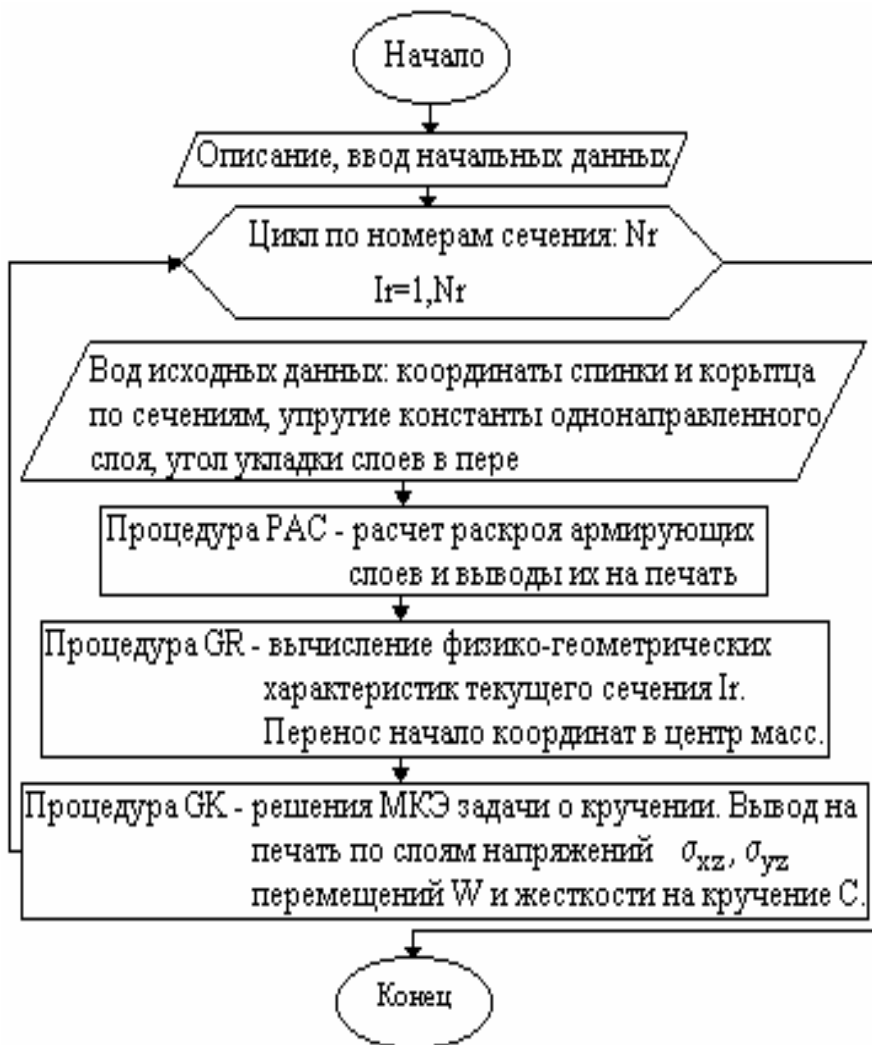 Начало
Описание, ввод начальных данных
Цикл по номерам сечения: Nr
Ir=1,Nr
Вод исходных данных: координаты спинки и корытца
по сечениям, упругие константы однонаправленного
слоя, угол укладки слоев в пере
Процедура РАС - расчет раскроя армирующих
слоев и выводы их на печать
Процедура GR - вычисление физико-геометрических
характеристик текущего сечения Ir.
Перенос начало координат в центр масс.
Процедура GK - решения МКЭ задачи о кручении. Вывод на
печать по слоям напряжений σxz, σyz
перемещений W и жесткости на кручение С.
Конец